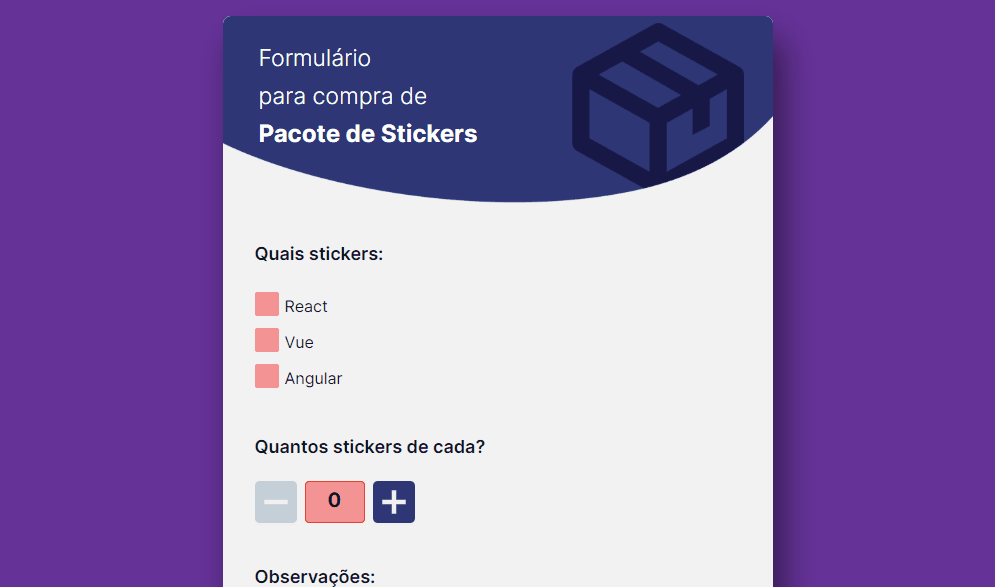 Formulário
para compra de
Pacote de Stickers
Quais stickers:
React
Vue
Angular
Quantos stickers de cada?
0
Observações: